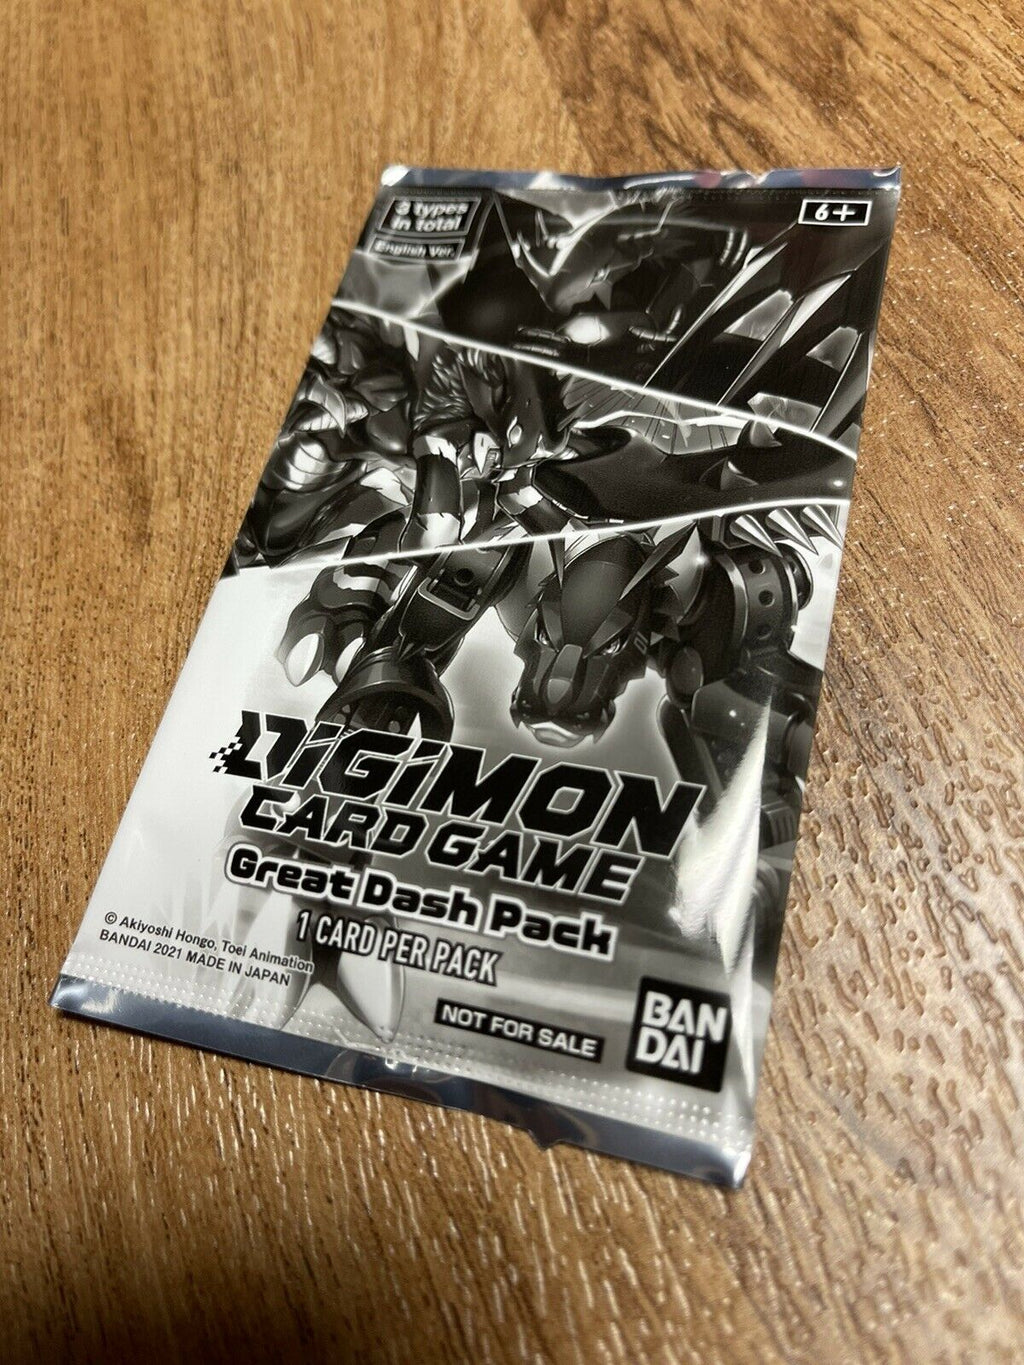 3 types
in total
English Ver.
6+
DIGIMON
CARD GAME
Great Dash Pack
1 CARD PER PACK
© Akiyoshi Hongo, Toei Animation
BANDAI 2021 MADE IN JAPAN
NOT FOR SALE
BAN
DAI